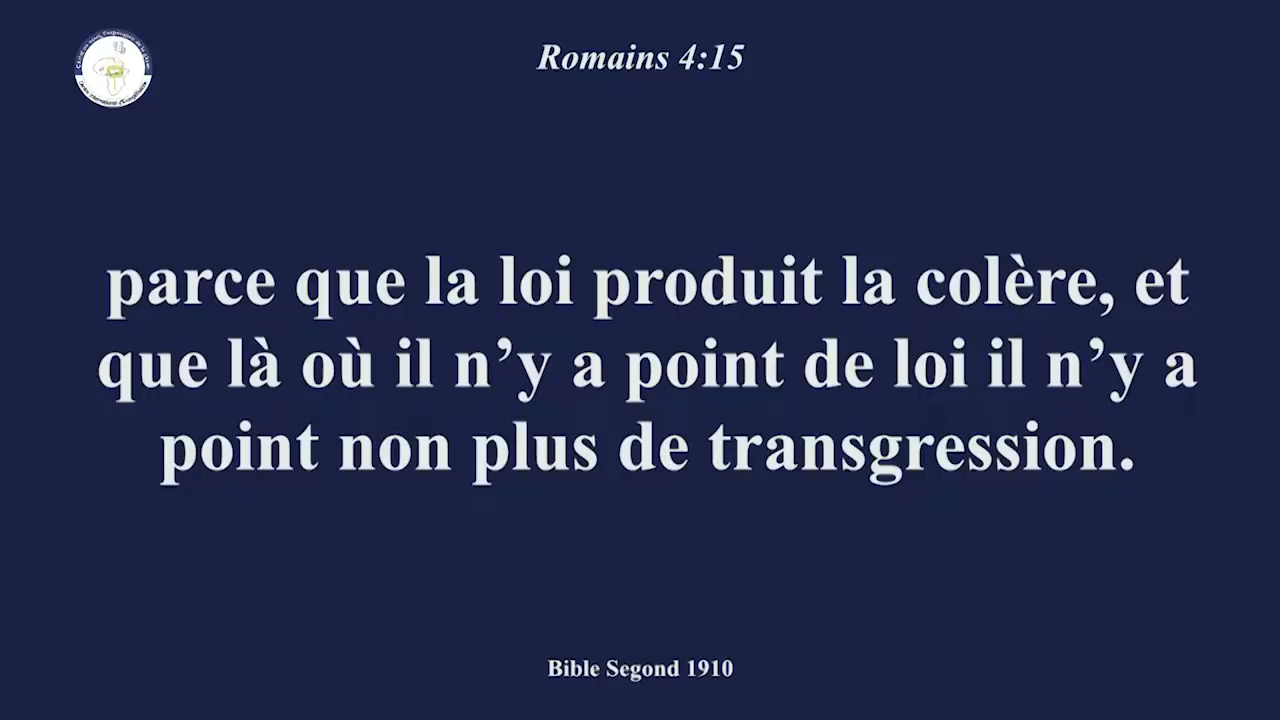 Romains 4:15
parce que la loi produit la colère, et
que là où il n’y a point de loi il n’y a
point non plus de transgression.
Bible Segond 1910